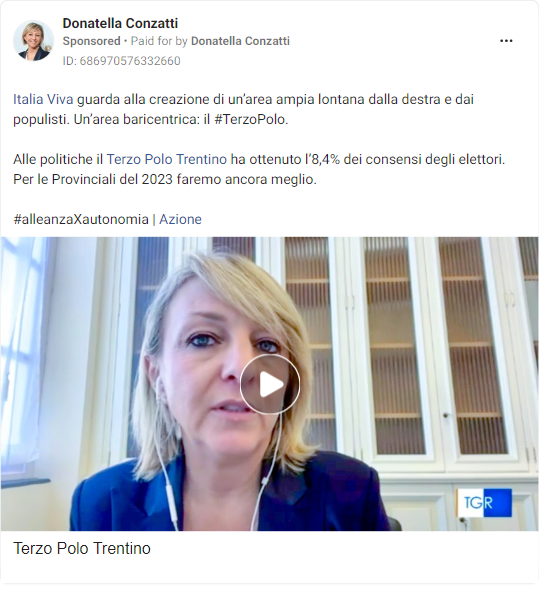 Donatella Conzatti
Sponsored • Paid for by Donatella Conzatti
ID: 686970576332660
Italia Viva guarda alla creazione di un'area ampia lontana dalla destra e dai
populisti. Un'area baricentrica: il #TerzoPolo.
Alle politiche il Terzo Polo Trentino ha ottenuto l'8,4% dei consensi degli elettori.
Per le Provinciali del 2023 faremo ancora meglio.
#alleanzaXautonomia | Azione
TGR
Terzo Polo Trentino